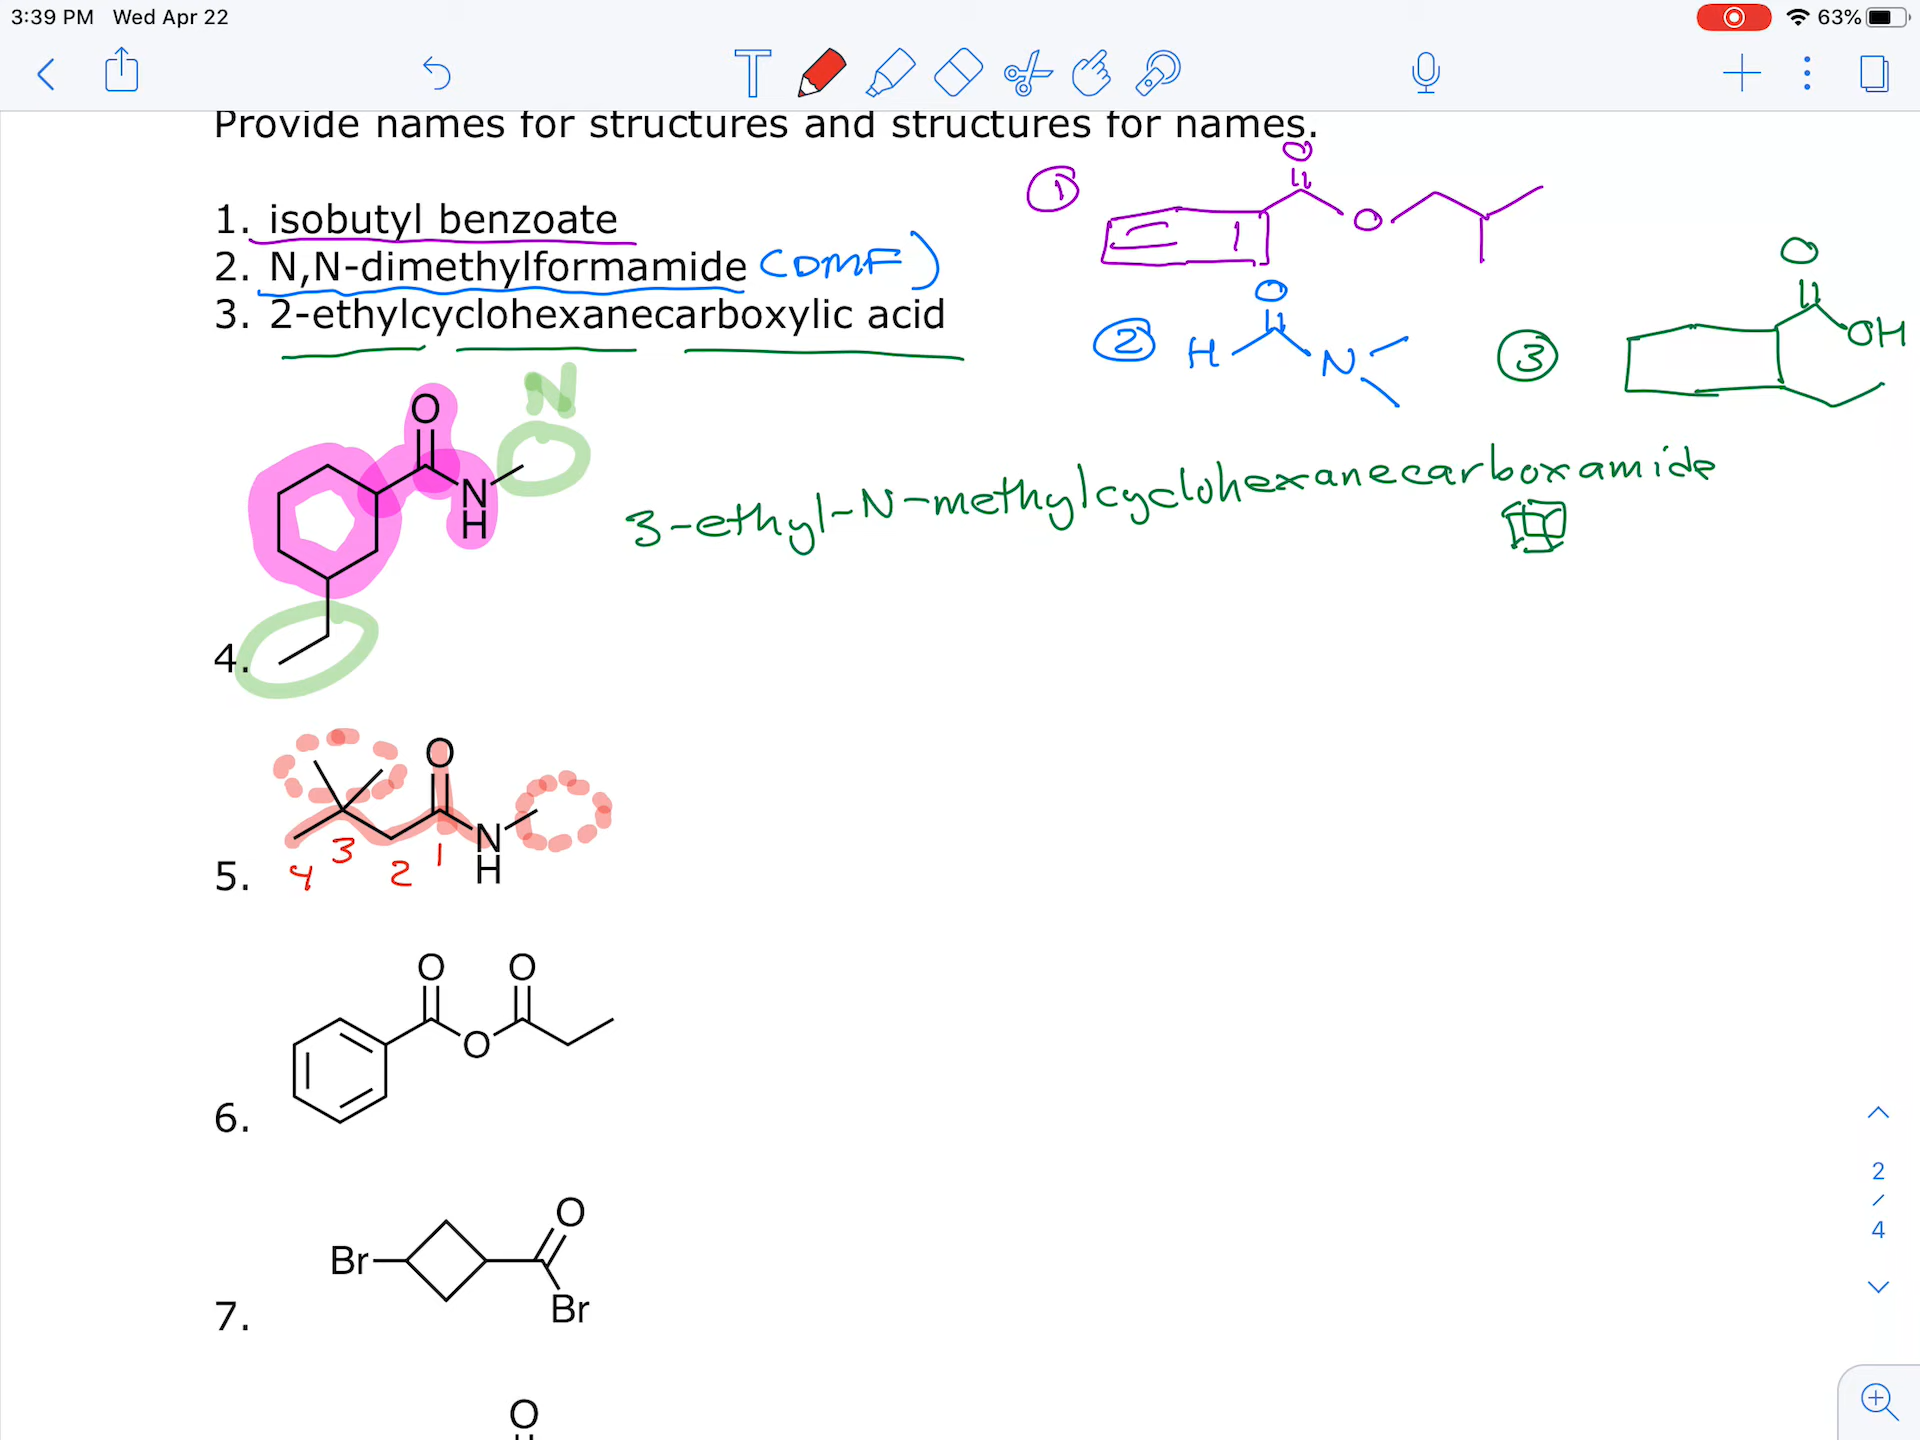 3:39 PM Wed Apr 22
63%
T
Provide names for structures and structures for names.
1. isobutyl benzoate
2. N,N-dimethylformamide (DMF)
3. 2-ethylcyclohexanecarboxylic acid
①
O
O
②
O
H
N
③
O
OH
N
O
N
H
3-ethyl-N-methylcyclohexanecarboxamide
4.
O
N
H
4 3 2 1
5.
O O
O
6.
O
Br
Br
7.
O
2
/
4